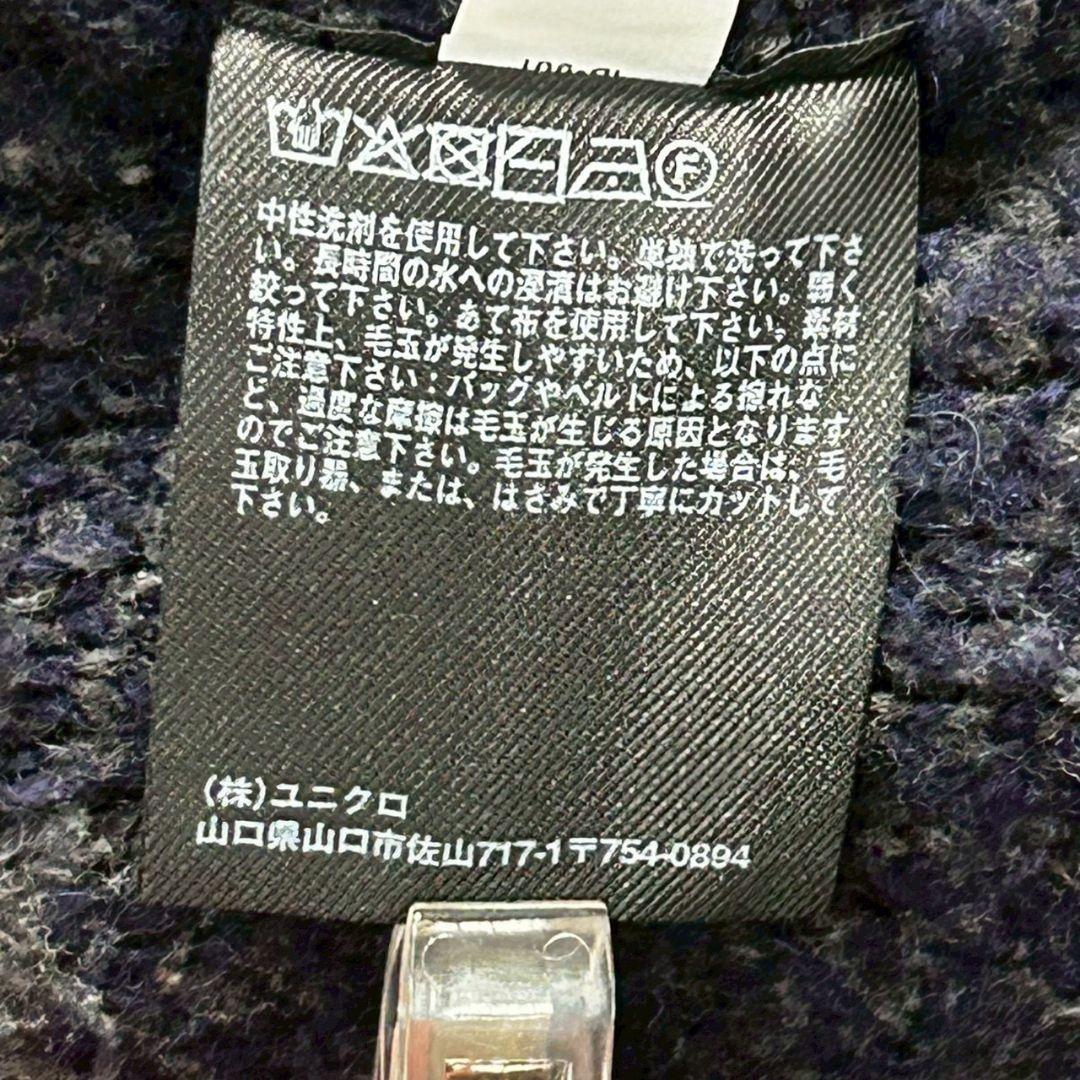 F
中性洗剤を使用して下さい。単独で洗って下さ
い。長時間の水への浸漬はお避け下さい。弱く
絞って下さい。あて布を使用して下さい。素材
特性上、毛玉が発生しやすいため、以下の点に
ご注意下さい：バッグやベルトによる擦れな
ど、過度な摩擦は毛玉が生じる原因となります
のでご注意下さい。毛玉が発生した場合は、毛
玉取り器、または、はさみで丁寧にカットして
下さい。
(株)ユニクロ
山口県山口市佐山717-1〒754-0894